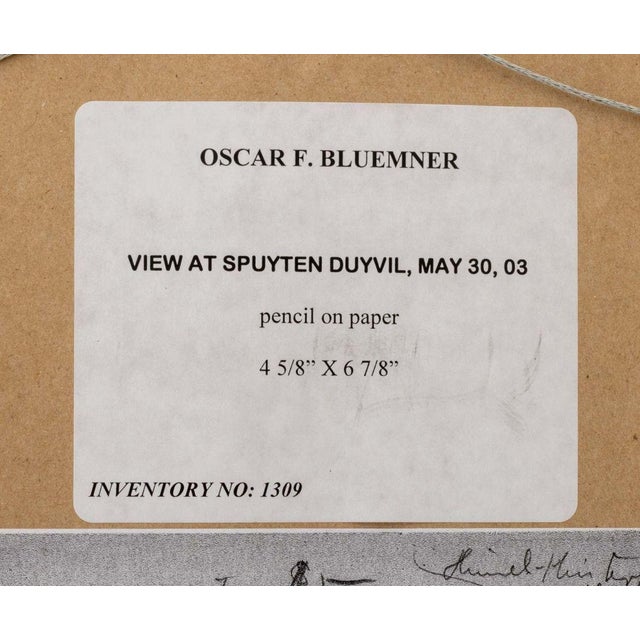 OSCAR F. BLUEMNER
VIEW AT SPUYTEN DUYVIL, MAY 30, 03
pencil on paper
4 5/8” X 6 7/8”
INVENTORY NO: 1309